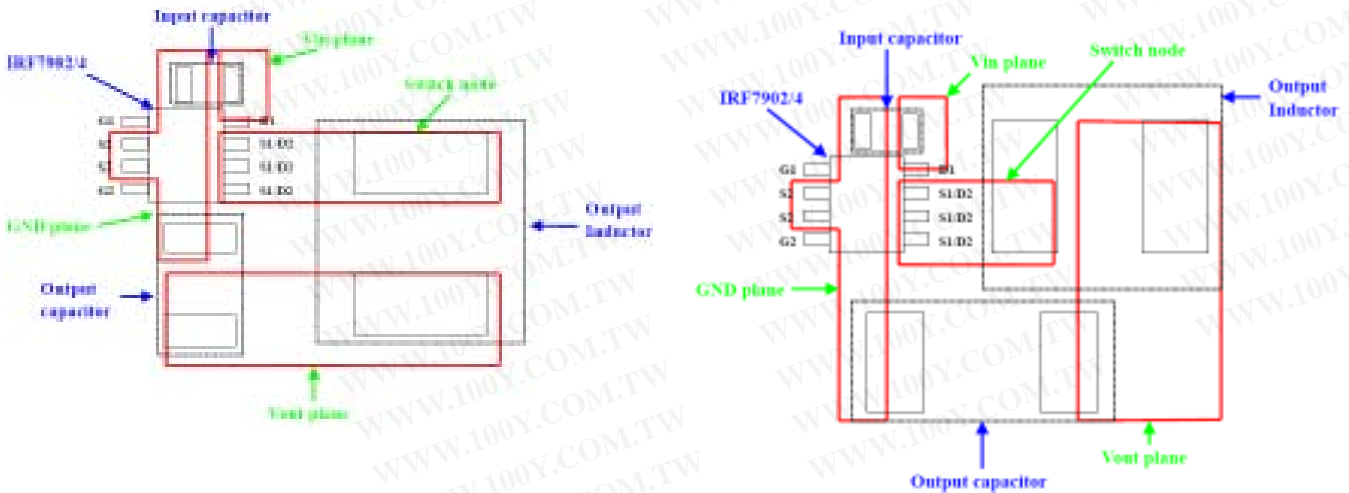 Input capacitor
Vin plane
IRF7902/4
Switch node
G1
S2
G2
S1/D2
S1/D2
S1/D2
GND plane
Output
Inductor
Output
capacitor
Vout plane
Input capacitor
Switch node
Vin plane
Output
Inductor
IRF7902/4
G1
D1
S2
S1/D2
S2
S1/D2
G2
S1/D2
GND plane
Vout plane
Output capacitor
WWW.100Y.COM.TW